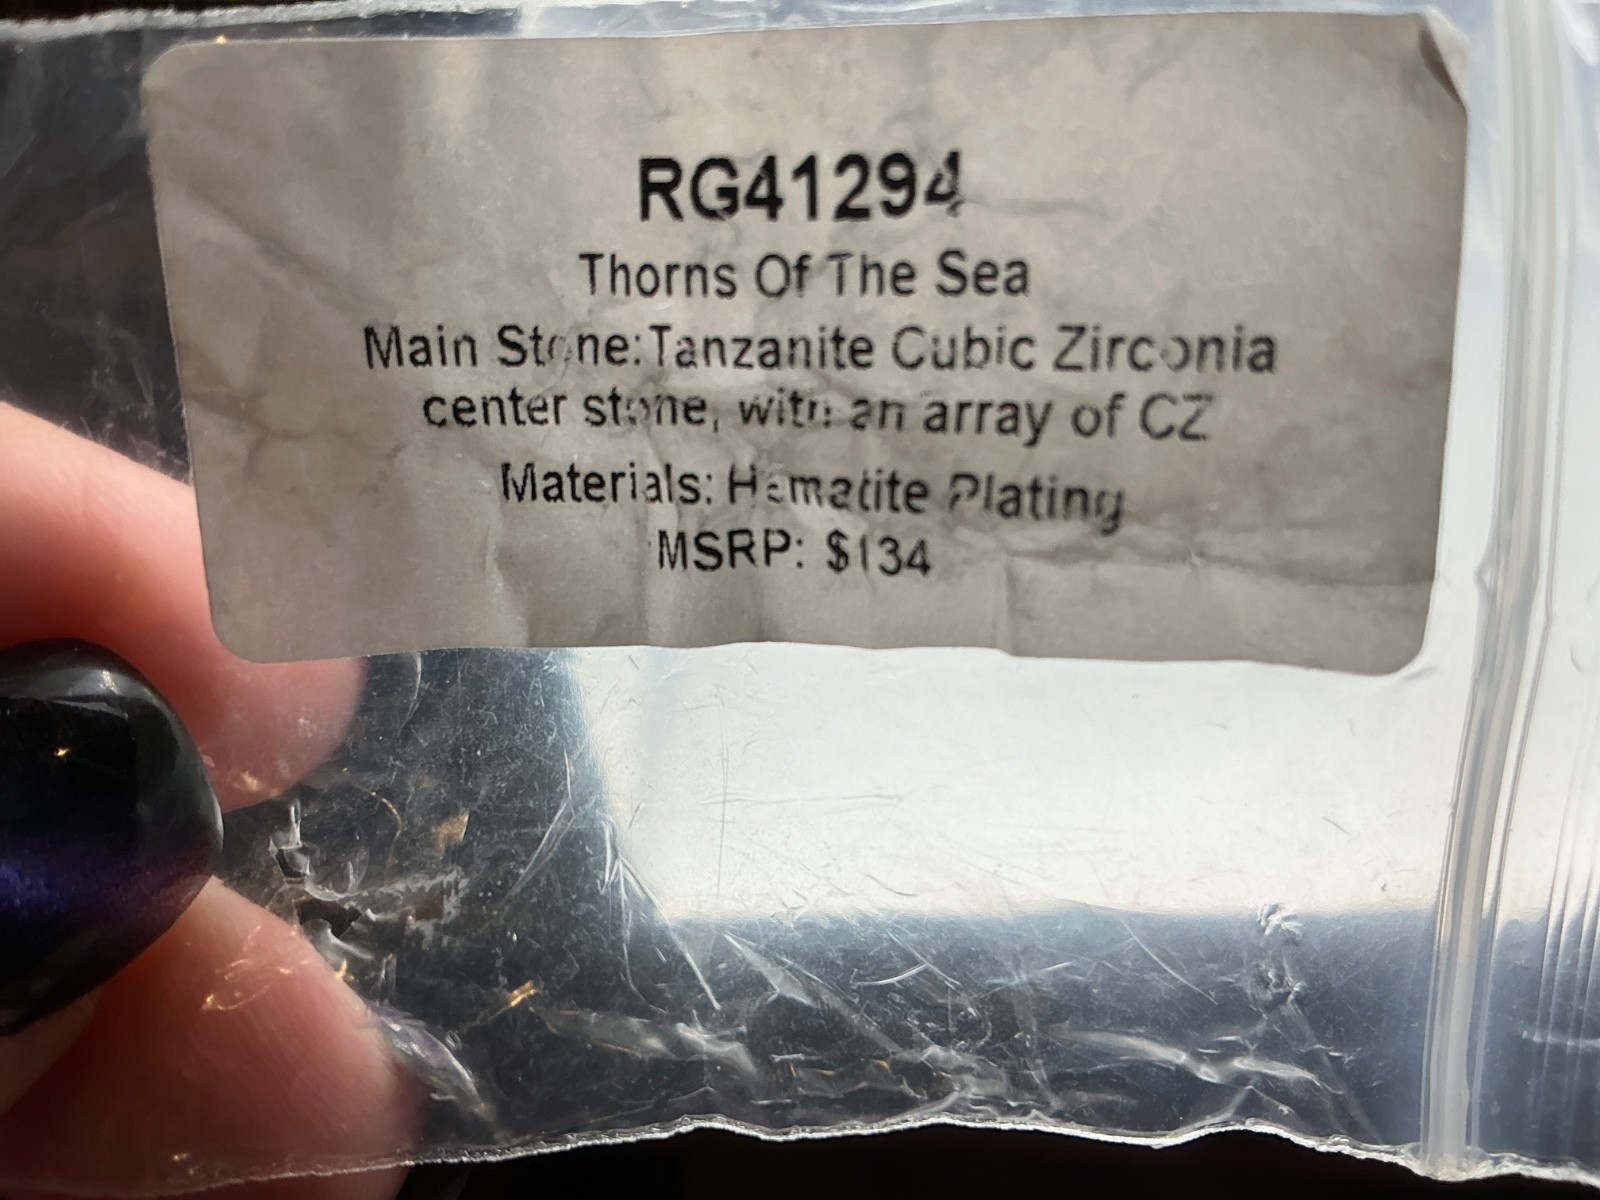 RG41294
Thorns Of The Sea
Main Stone:Tanzanite Cubic Zirconia
center stone, with an array of CZ
Materials: Hematite Plating
MSRP: $134